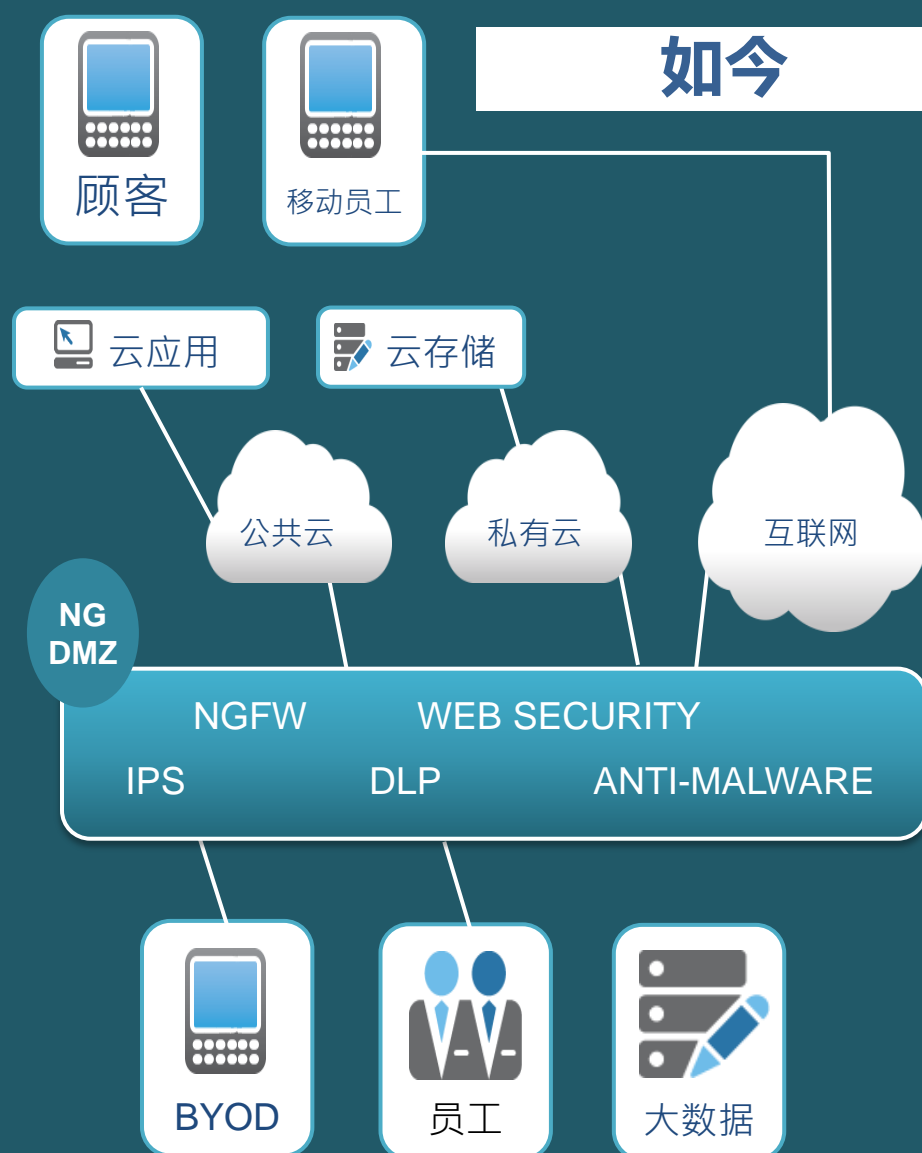 如今
顾客
移动员工
云应用
云存储
公共云
私有云
互联网
NG
DMZ
NGFW
WEB SECURITY
IPS
DLP
ANTI-MALWARE
BYOD
员工
大数据